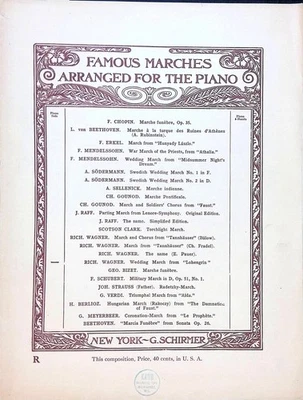 FAMOUS MARCHES
ARRANGED FOR THE PIANO
F. CHOPIN. Marche funèbre, Op. 35.
L. van BEETHOVEN. Marche à la turque des Ruines d'Athènes
(A. Rubinstein).
F. ERKEL. March from "Hunyady László."
F. MENDELSSOHN. War March of the Priests, from "Athalia."
F. MENDELSSOHN. Wedding March from "Midsummer Night's
Dream."
A. SÖDERMANN. Swedish Wedding March No. 1 in F.
A. SÖDERMANN. Swedish Wedding March No. 2 in D.
A. SELLENICK. Marche indienne.
CH. GOUNOD. Marche Pontificale.
CH. GOUNOD. March and Soldiers' Chorus from "Faust."
J. RAFF. Parting March from Lenore-Symphony. Original Edition.
J. RAFF. The same. Simplified Edition.
SCOTSON CLARK. Torchlight March.
RICH. WAGNER. March and Chorus from "Tannhäuser" (Bülow).
RICH. WAGNER. March from "Tannhäuser" (Ch. Fradel).
RICH. WAGNER. The same (E. Pauer).
RICH. WAGNER. Wedding March from "Lohengrin."
GEO. BIZET. Marche funèbre.
F. SCHUBERT. Military March in D, Op. 51, No. 1.
JOH. STRAUSS (Father). Radetzky-March.
G. VERDI. Triumphal March from "Aida."
H. BERLIOZ. Hungarian March (Rakoczy) from "The Damnation
of Faust."
G. MEYERBEER. Coronation-March from "Le Prophète."
BEETHOVEN. "Marcia Funèbre" from Sonata Op. 26.
NEW YORK - G. SCHIRMER
R This composition, Price, 40 cents, in U. S. A.